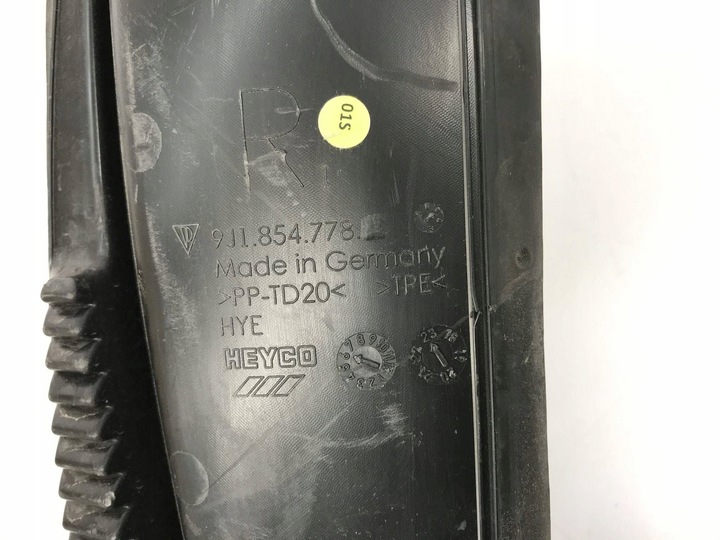 R
01S
9J1.854.778.
Made in Germany
>PP-TD20< >TPE<
HYE
HEYCO